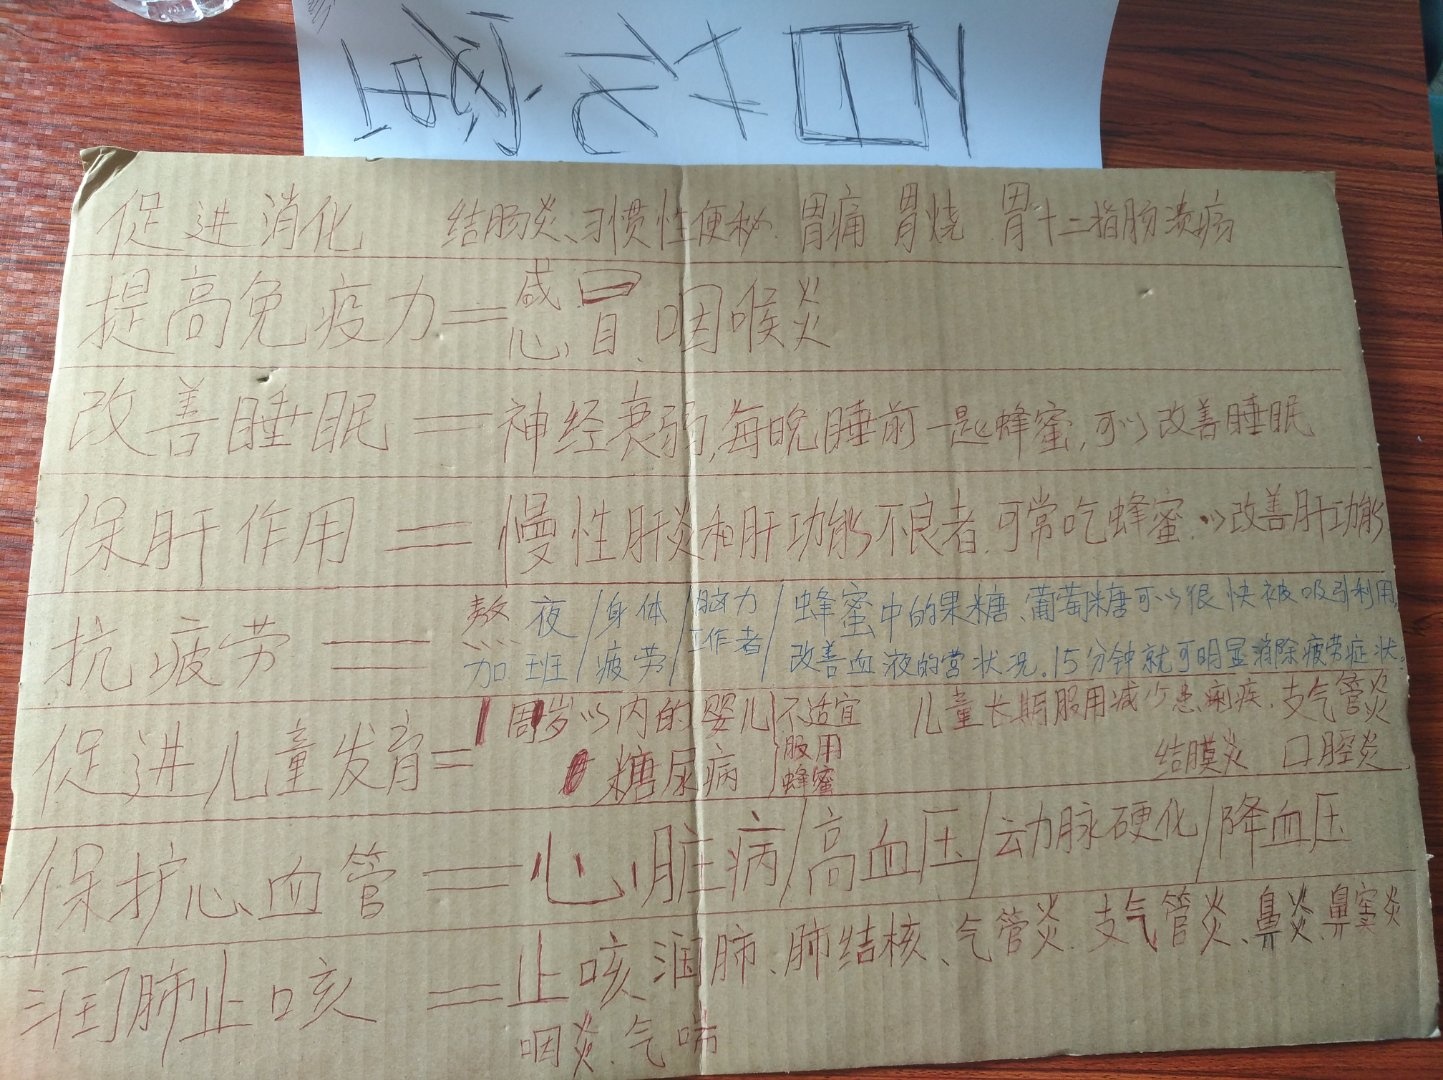 促进消化 结肠炎、习惯性便秘.胃痛 胃烧 胃十二指肠溃疡
提高免疫力=感冒.咽喉炎
改善睡眠=神经衰弱,每晚睡前一起蜂蜜,可以改善睡眠
保肝作用=慢性肝炎和肝功能不良者.可常吃蜂蜜.以改善肝功能
抗疲劳=熬夜/身体/脑力/蜂蜜中的果糖、葡萄糖可以很快被吸引利用
加班/疲劳/工作者/改善血液的营状况.15分钟就可明显消除疲劳症状.
促进儿童发育=1周岁以内的婴儿 不适宜 儿童长期服用减少患痢疾.支气管炎
糖尿病 服用蜂蜜 结膜炎 口腔炎
保护心血管=心脏病/高血压/动脉硬化/降血压
润肺止咳=止咳、润肺、肺结核、气管炎.支气管炎、鼻炎、鼻窦炎
咽炎.气喘